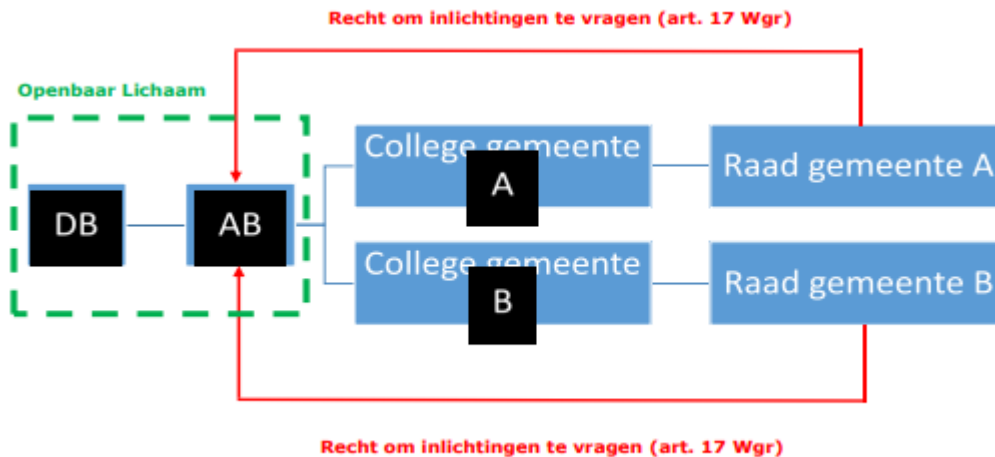 Recht om inlichtingen te vragen (art. 17 Wgr)
Openbaar Lichaam
DB
AB
College gemeente
A
Raad gemeente A
College gemeente
B
Raad gemeente B
Recht om inlichtingen te vragen (art. 17 Wgr)